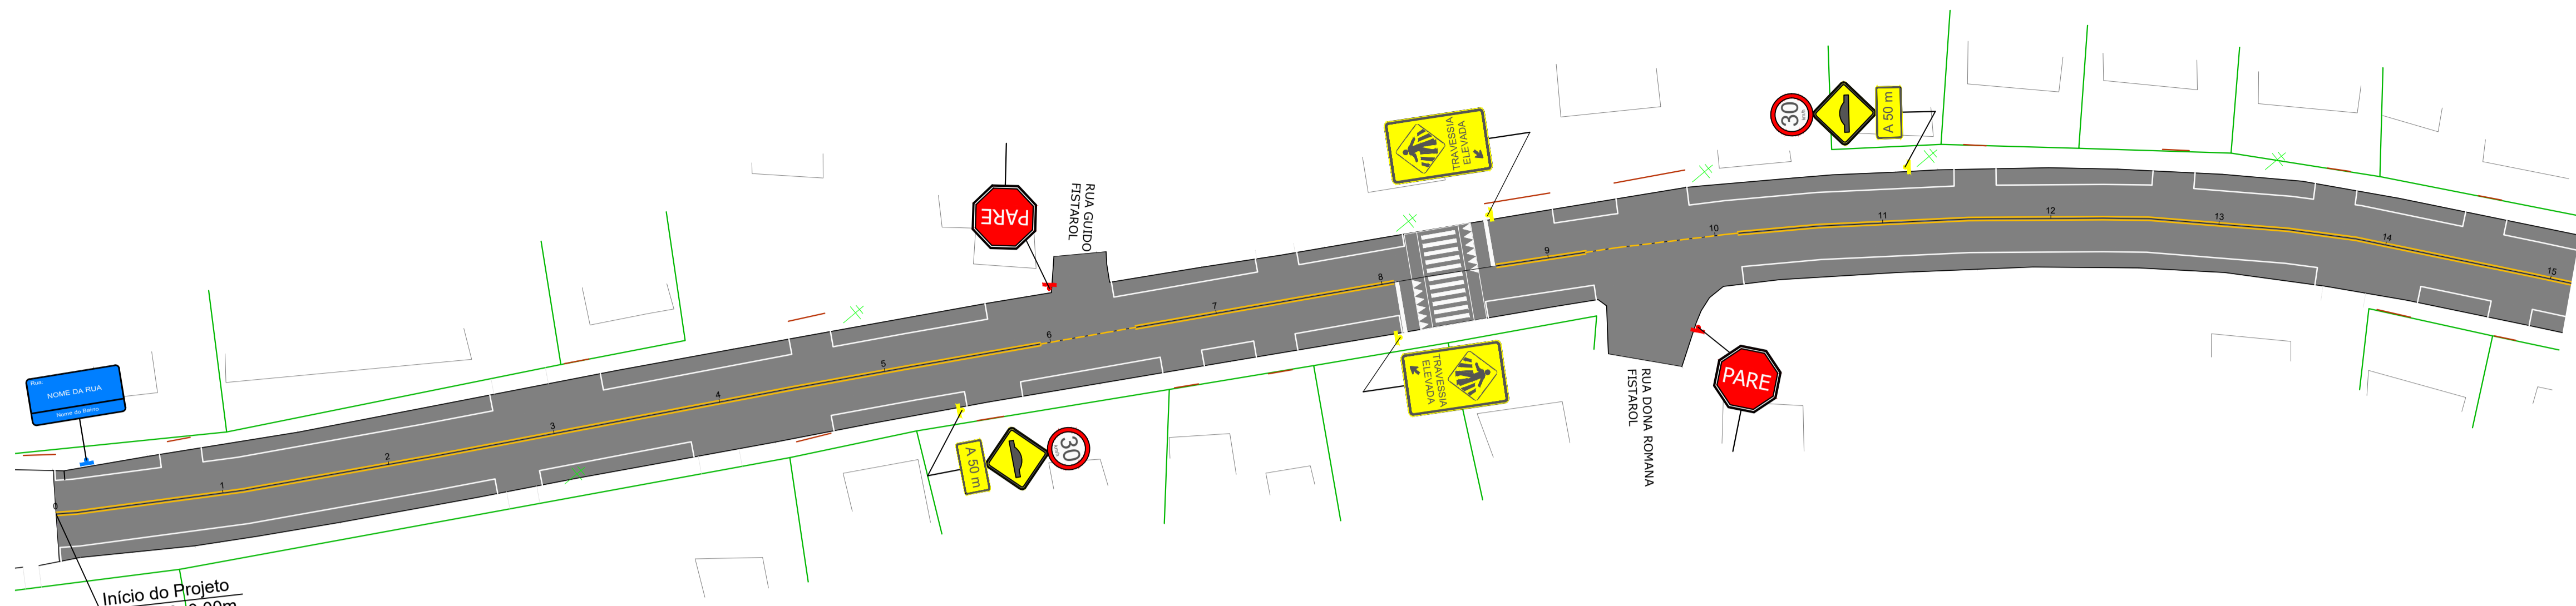 Rua:
NOME DA RUA
Nome do Bairro
0
1
2
3
4
5
6
7
8
9
10
11
12
13
14
15
PARE
RUA GUIDO
FISTAROL
TRAVESSIA
ELEVADA
30
km/h
A 50 m
A 50 m
30
km/h
TRAVESSIA
ELEVADA
RUA DONA ROMANA
FISTAROL
PARE
Início do Projeto